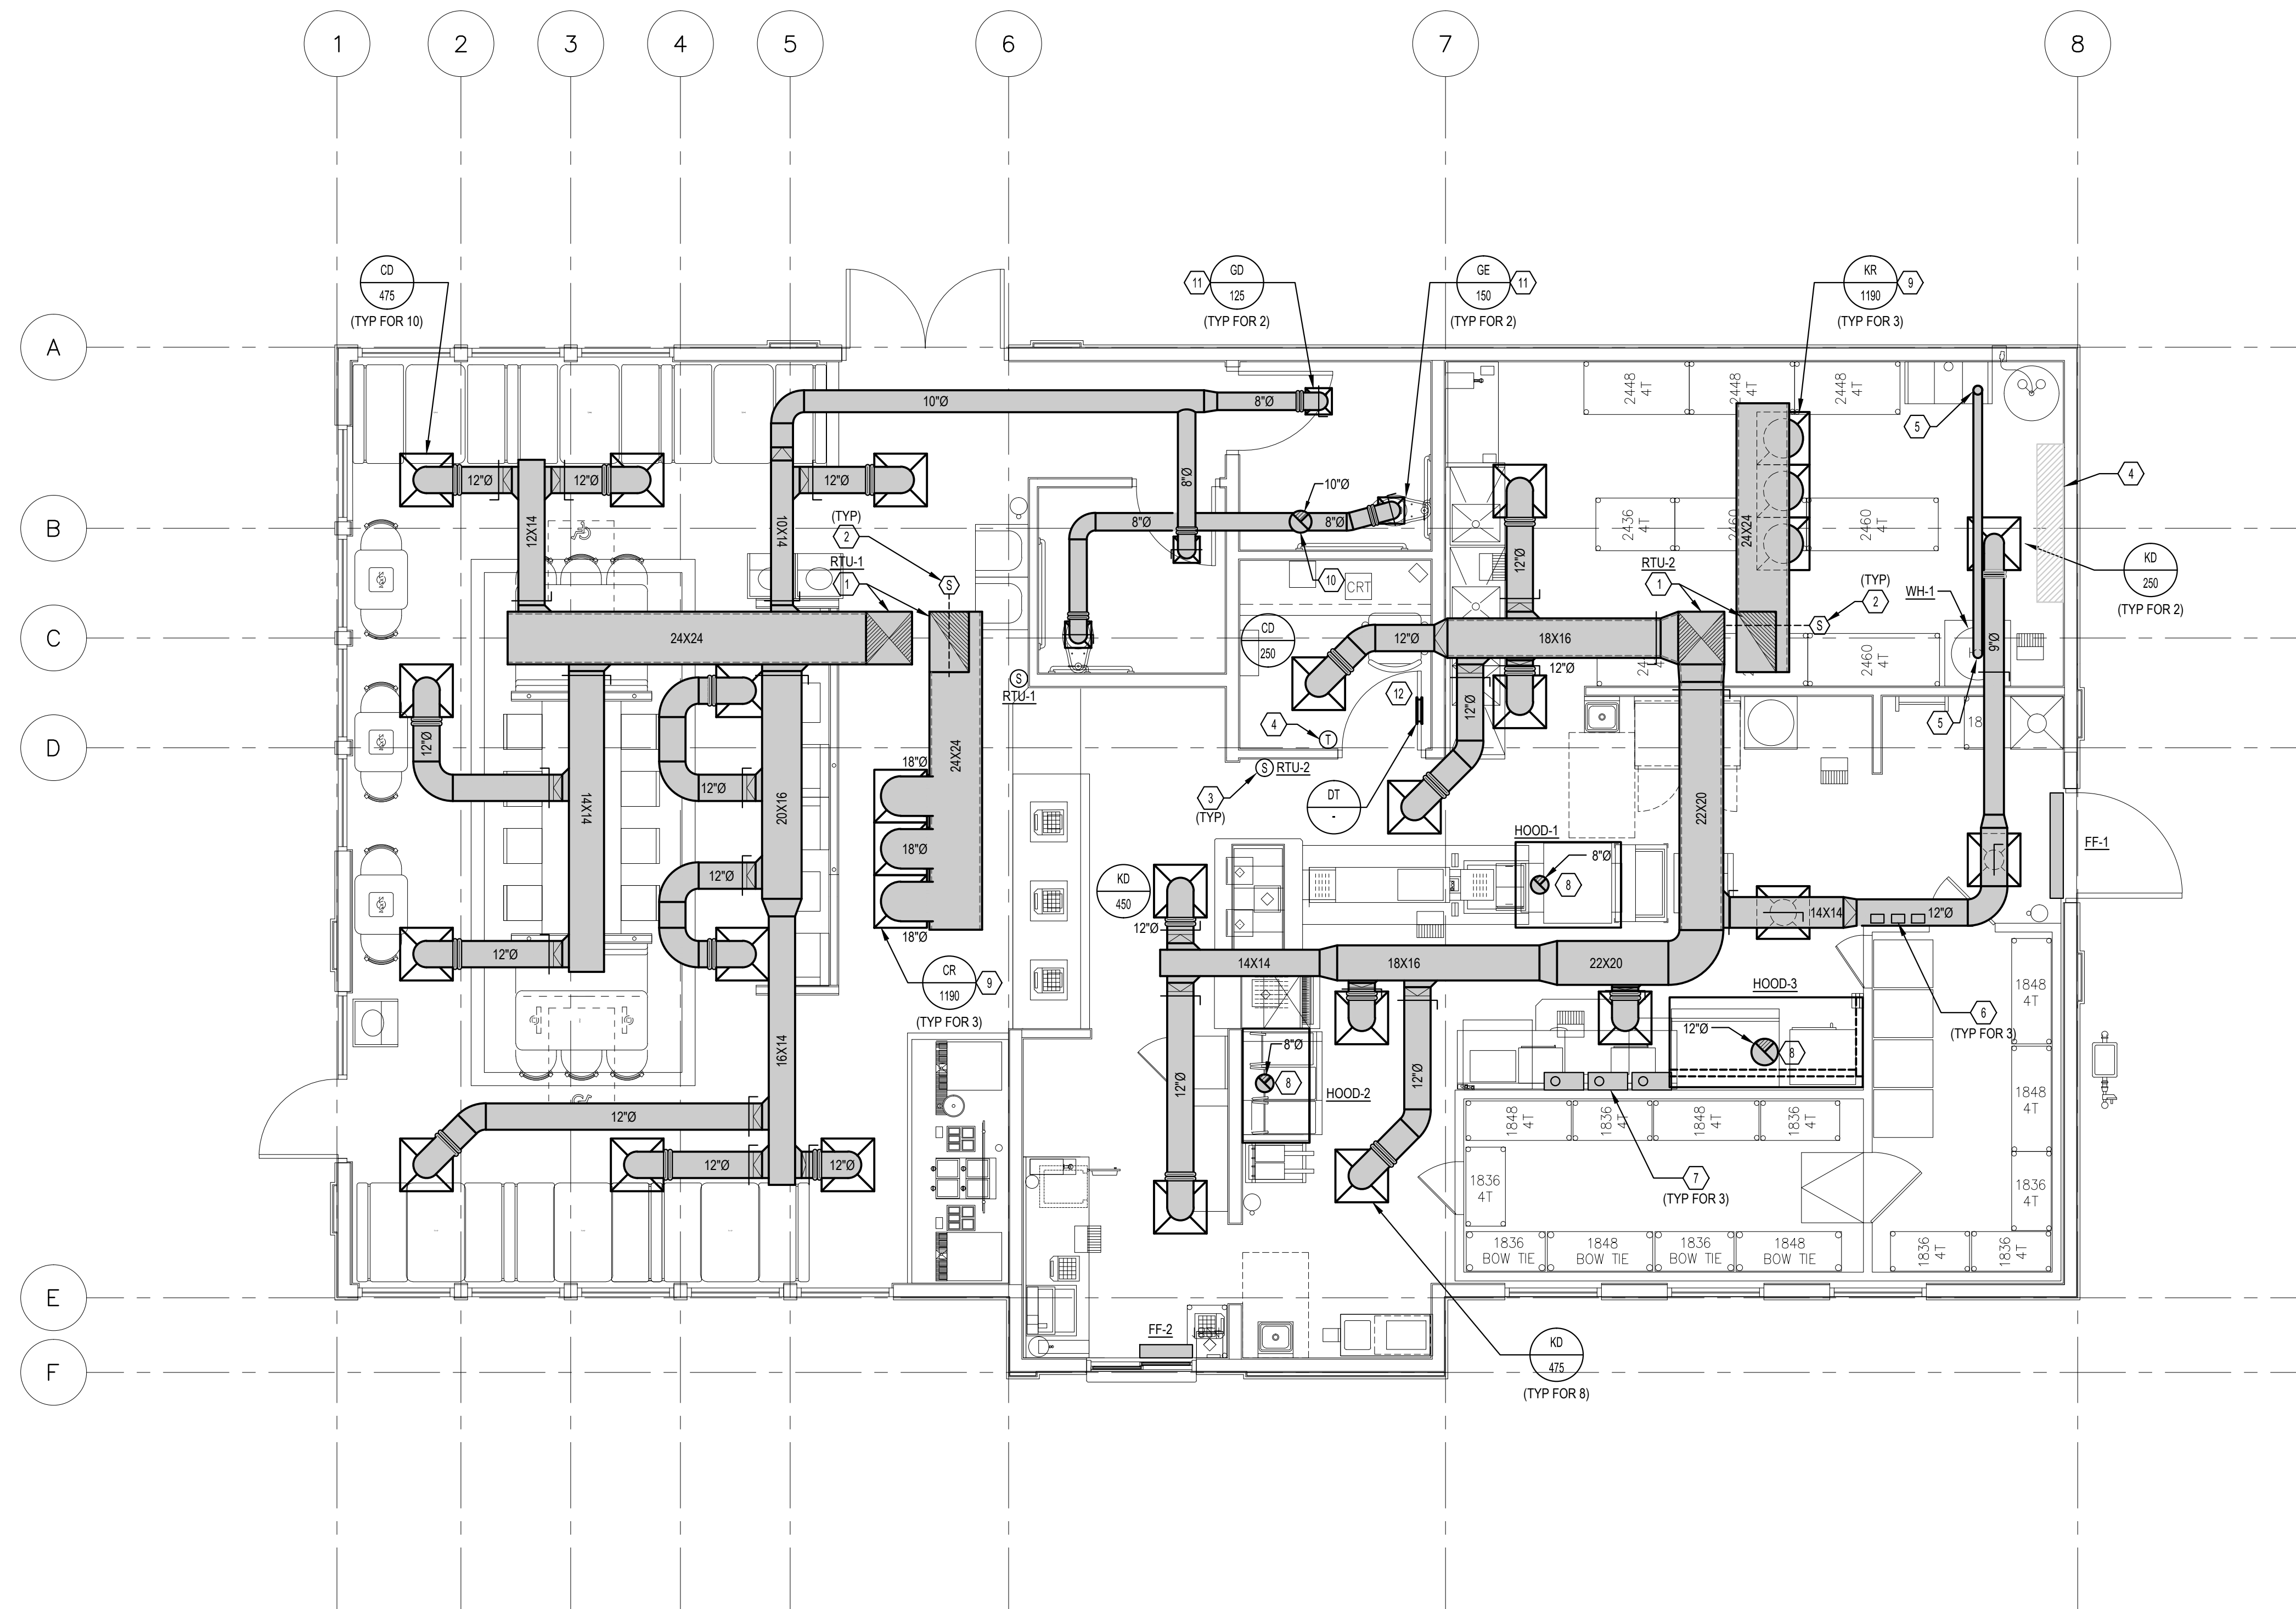 1
2
3
4
5
6
7
8
A
B
C
D
E
F
CD
475
(TYP FOR 10)
11
GD
125
(TYP FOR 2)
GE
150
11
(TYP FOR 2)
KR
1190
9
(TYP FOR 3)
10"Ø
8"Ø
8"Ø
12"Ø
12"Ø
12"Ø
12X14
10X14
(TYP)
2
RTU-1
1
S
24X24
8"Ø
10"Ø
8"Ø
10
CRT
CD
250
12"Ø
18X16
12"Ø
12"Ø
12"Ø
2448
4T
2448
4T
2448
4T
2436
4T
2460
2460
4T
2460
4T
24X24
5
4
KD
250
(TYP FOR 2)
RTU-2
1
(TYP)
2
S
WH-1
9"Ø
5
S
RTU-1
12
4
T
S
RTU-2
3
(TYP)
DT
-
12"Ø
14X14
12"Ø
20X16
12"Ø
12"Ø
18"Ø
18"Ø
18"Ø
24X24
CR
1190
9
(TYP FOR 3)
22X20
HOOD-1
8"Ø
8
FF-1
KD
450
12"Ø
14X14
18X16
22X20
14X14
12"Ø
6
(TYP FOR 3)
HOOD-3
12"Ø
8
16X14
12"Ø
12"Ø
12"Ø
12"Ø
8"Ø
8
HOOD-2
12"Ø
7
(TYP FOR 3)
1848
4T
1836
4T
1848
4T
1836
4T
1848
4T
1848
4T
1836
4T
1836
4T
1836
BOW TIE
1848
BOW TIE
1836
BOW TIE
1848
BOW TIE
1836
4T
1836
4T
FF-2
KD
475
(TYP FOR 8)